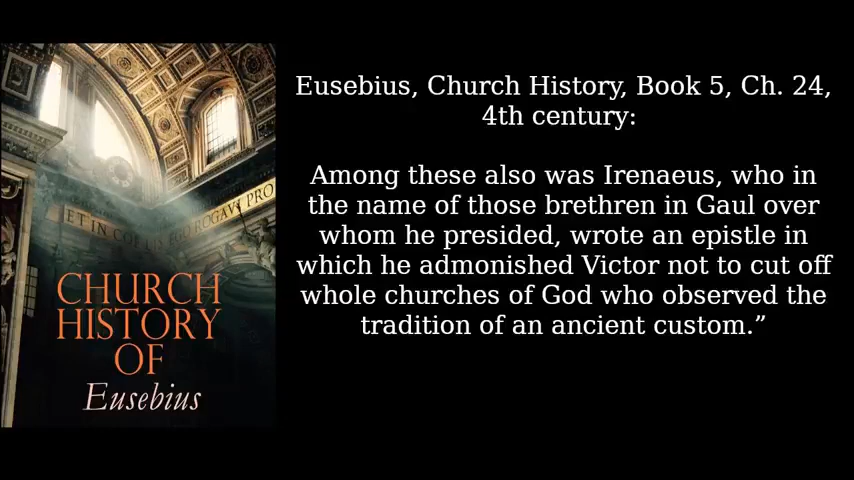 Eusebius, Church History, Book 5, Ch. 24,
4th century:
Among these also was Irenaeus, who in
the name of those brethren in Gaul over
whom he presided, wrote an epistle in
which he admonished Victor not to cut off
whole churches of God who observed the
tradition of an ancient custom.”
ET IN COELIS EGO ROGAVI PRO
CHURCH
HISTORY
OF
Eusebius